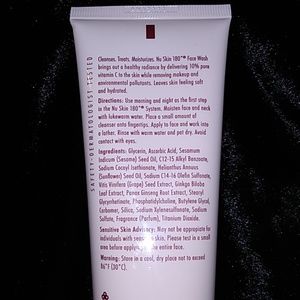 Cleanses. Treats. Moisturizes. Nu Skin 180°® Face Wash
brings out a healthy radiance by delivering 10% pure
vitamin C to the skin while removing makeup and
environmental pollutants. Leaves skin feeling soft
and hydrated.
Directions: Use morning and night as the first step
in the Nu Skin 180°® System. Moisten face and neck
with lukewarm water. Place a small amount of
cleanser onto fingertips. Apply to face and work into
a lather. Rinse with warm water and pat dry. Avoid
contact with eyes.
Ingredients: Glycerin, Ascorbic Acid, Sesamum
Indicum (Sesame) Seed Oil, C12-15 Alkyl Benzoate,
Sodium Cocoyl Isethionate, Helianthus Annuus
(Sunflower) Seed Oil, Sodium C14-16 Olefin Sulfonate,
Vitis Vinifera (Grape) Seed Extract, Ginkgo Biloba
Leaf Extract, Panax Ginseng Root Extract, Stearyl
Glycyrrhetinate, Phosphatidylcholine, Butylene Glycol,
Carbomer, Silica, Sodium Xylenesulfonate, Sodium
Sulfate, Fragrance (Parfum), Titanium Dioxide.
Sensitive Skin Advisory: May not be appropriate for
individuals with skin. Please test in a small
area before applying to entire face.
Warning: Store in a cool, dry place not to exceed
86°F (30°C).
SAFETY • DERMATOLOGIST TESTED